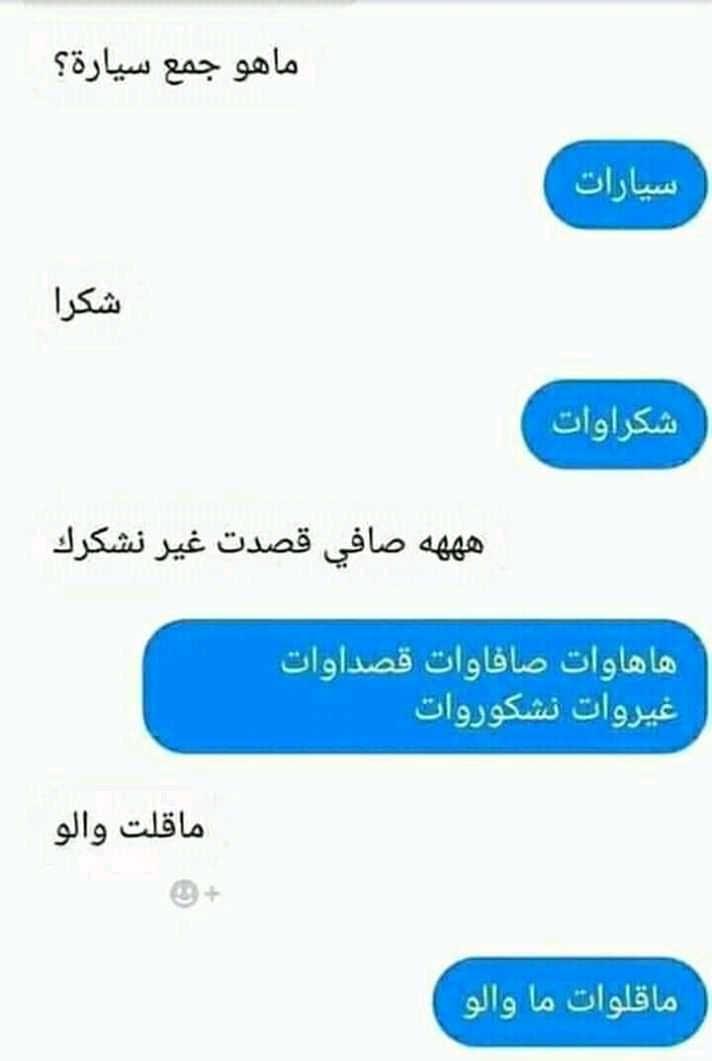 ماهو جمع سيارة؟
سيارات
شكرا
شكراوات
هههه صافي قصدت غير نشكرك
هاهاوات صافاوات قصداوات
غيروات نشكوروات
ماقلت والو
ماقلوات ما والو